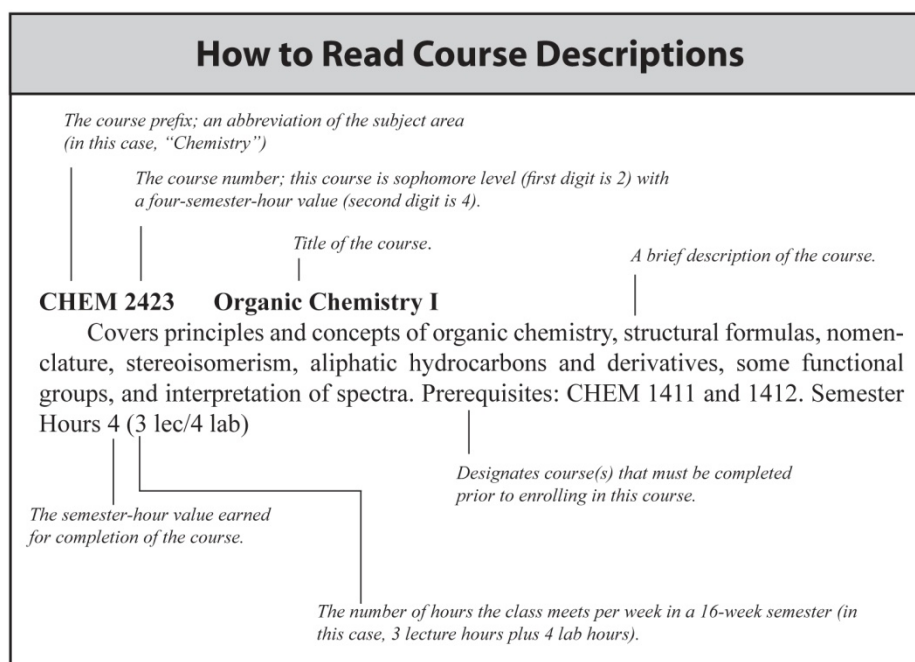 How to Read Course Descriptions
The course prefix; an abbreviation of the subject area
(in this case, “Chemistry”)
The course number; this course is sophomore level (first digit is 2) with
a four-semester-hour value (second digit is 4).
Title of the course.
A brief description of the course.
CHEM 2423 Organic Chemistry I
Covers principles and concepts of organic chemistry, structural formulas, nomen-
clature, stereoisomerism, aliphatic hydrocarbons and derivatives, some functional
groups, and interpretation of spectra. Prerequisites: CHEM 1411 and 1412. Semester
Hours 4 (3 lec/4 lab)
Designates course(s) that must be completed
prior to enrolling in this course.
The semester-hour value earned
for completion of the course.
The number of hours the class meets per week in a 16-week semester (in
this case, 3 lecture hours plus 4 lab hours).